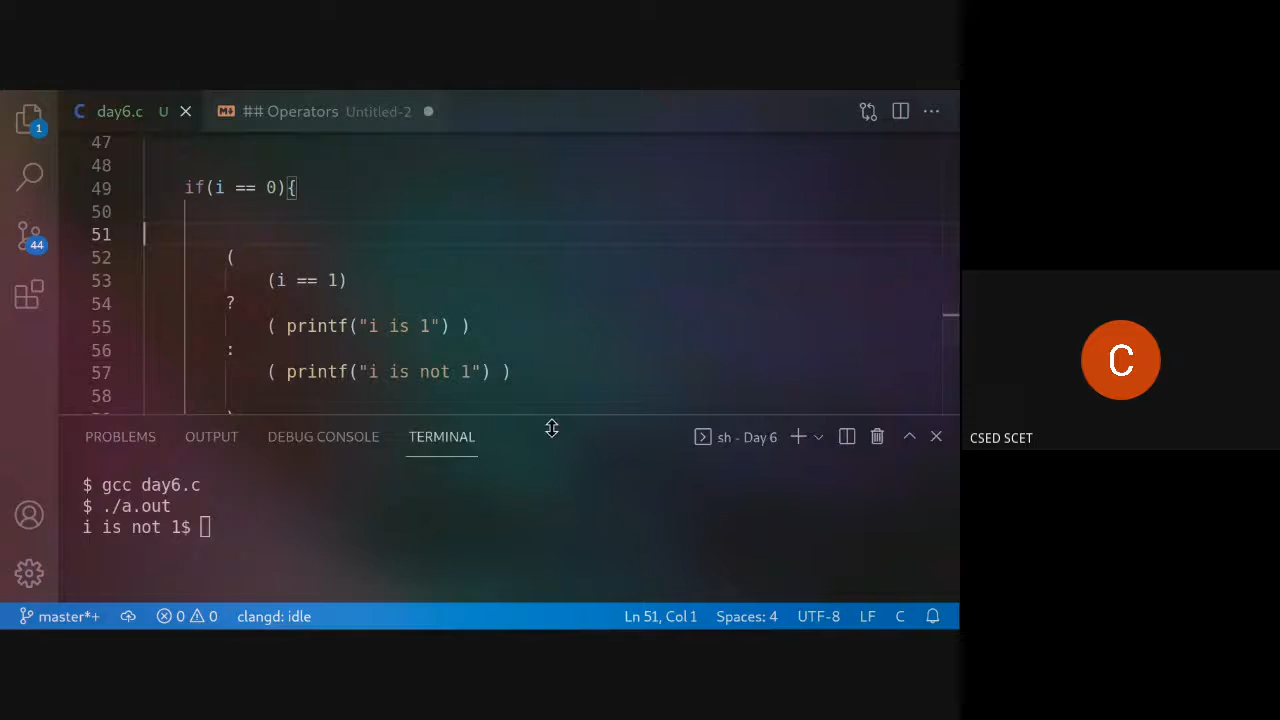 day6.c U ## Operators Untitled-2
47
48
49 if(i == 0){
50
51
52 (
53 (i == 1)
54 ?
55 ( printf("i is 1") )
56 :
57 ( printf("i is not 1") )
58
PROBLEMS OUTPUT DEBUG CONSOLE TERMINAL sh - Day 6
$ gcc day6.c
$ ./a.out
i is not 1$
master*+ 0 0 clangd: idle Ln 51, Col 1 Spaces: 4 UTF-8 LF C
1
44
C
CSED SCET